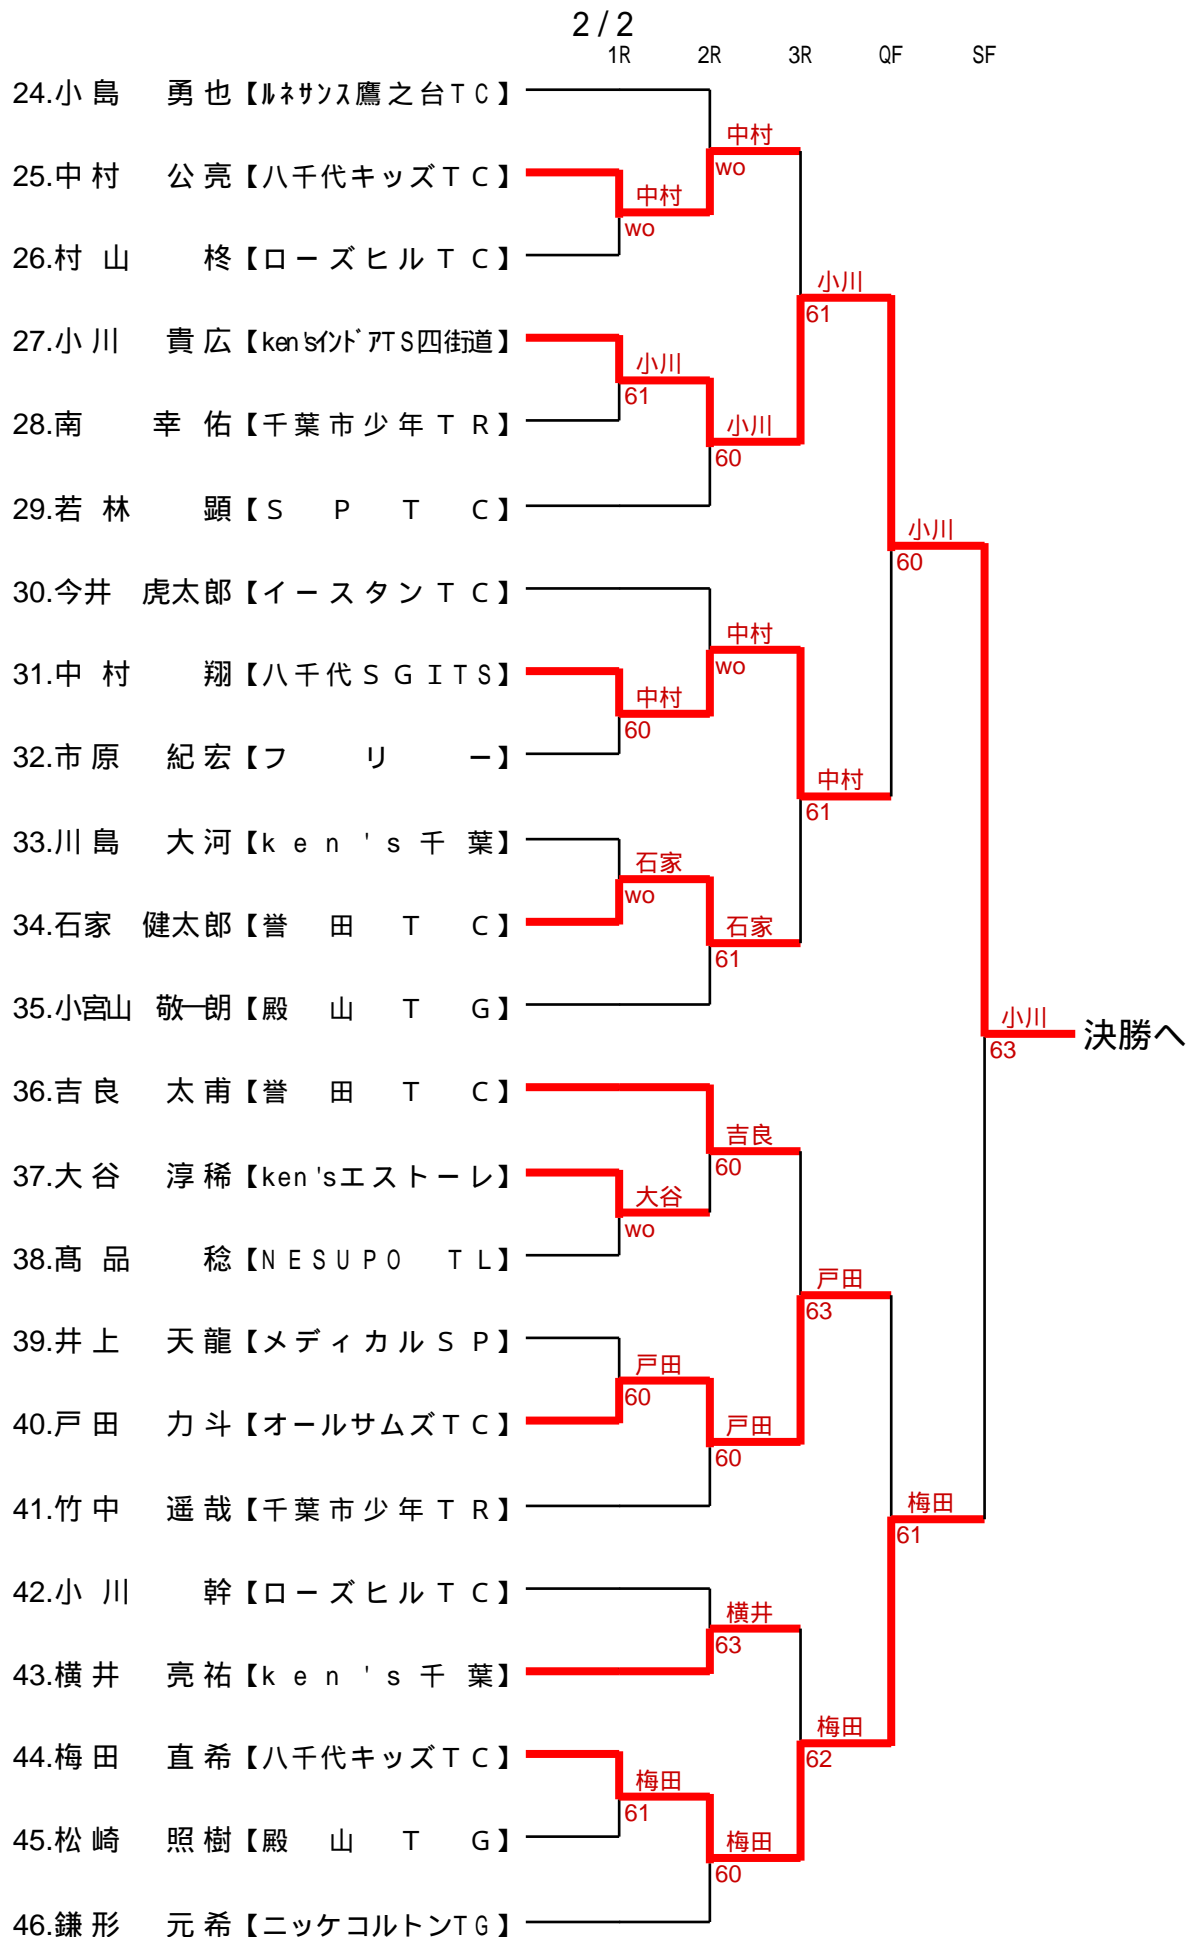 2 / 2
1R 2R 3R QF SF
24.小島 勇也【ルネサンス鷹之台TC】
中村
wo
25.中村 公亮【八千代キッズTC】
中村
wo
26.村山 柊【ローズヒルTC】
小川
61
27.小川 貴広【ken'sインドアTS四街道】
小川
61
28.南 幸佑【千葉市少年TR】
小川
60
29.若林 顕【SPTC】
小川
60
30.今井 虎太郎【イースタンTC】
中村
wo
31.中村 翔【八千代SGITS】
中村
60
32.市原 紀宏【フリー】
中村
61
33.川島 大河【ken's千葉】
石家
wo
34.石家 健太郎【誉田TC】
石家
61
35.小宮山 敬一朗【殿山TG】
小川
63
決勝へ
36.吉良 太甫【誉田TC】
吉良
60
37.大谷 淳稀【ken'sエストーレ】
大谷
wo
38.髙品 稔【NESUPO TL】
戸田
63
39.井上 天龍【メディカルSP】
戸田
60
40.戸田 力斗【オールサムズTC】
戸田
60
41.竹中 遥哉【千葉市少年TR】
梅田
61
42.小川 幹【ローズヒルTC】
横井
63
43.横井 亮祐【ken's千葉】
梅田
62
44.梅田 直希【八千代キッズTC】
梅田
61
45.松崎 照樹【殿山TG】
梅田
60
46.鎌形 元希【ニッケコルトンTG】